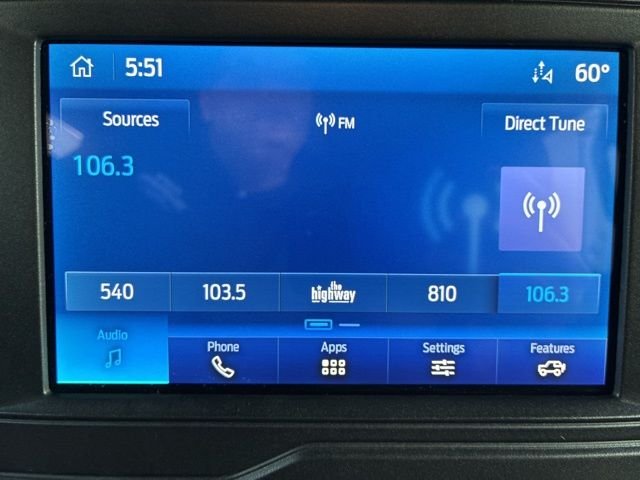 5:51 60°
Sources FM Direct Tune
106.3
540 103.5 the highway 810 106.3
Audio Phone Apps Settings Features